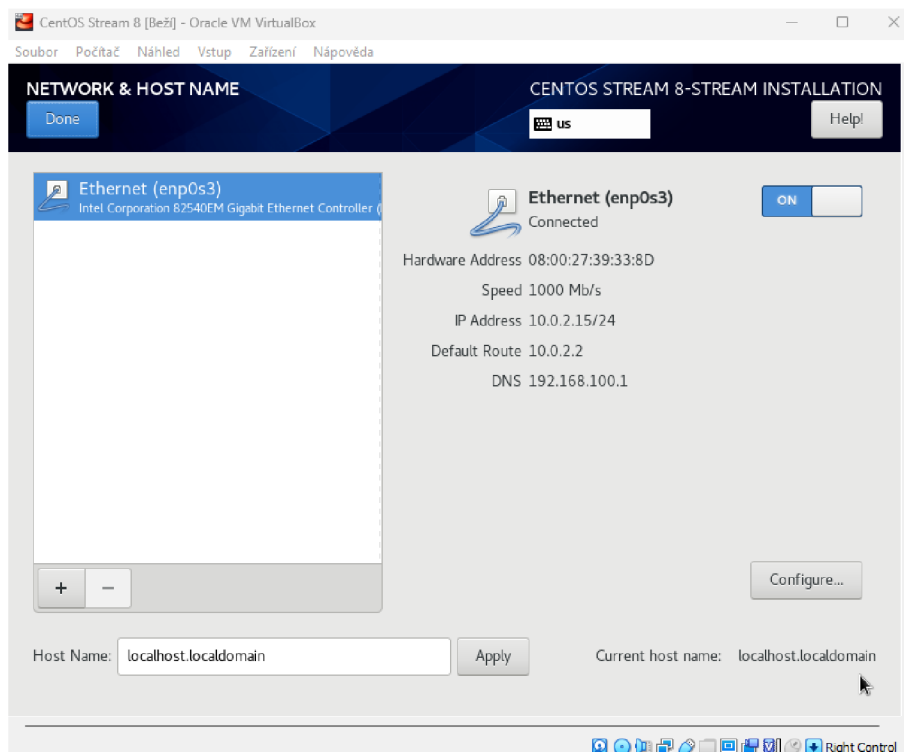 CentOS Stream 8 [Beží] - Oracle VM VirtualBox
Soubor Počítač Náhled Vstup Zařízení Nápověda
NETWORK & HOST NAME
CENTOS STREAM 8-STREAM INSTALLATION
Done
us
Help!
Ethernet (enp0s3)
Intel Corporation 82540EM Gigabit Ethernet Controller (
Ethernet (enp0s3)
Connected
ON
Hardware Address 08:00:27:39:33:8D
Speed 1000 Mb/s
IP Address 10.0.2.15/24
Default Route 10.0.2.2
DNS 192.168.100.1
+ −
Configure...
Host Name: localhost.localdomain Apply Current host name: localhost.localdomain
Right Control